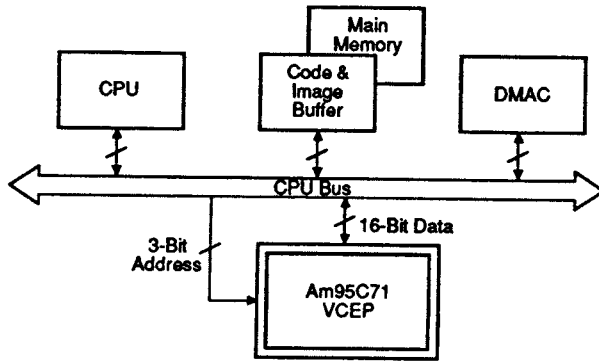 Main
Memory
CPU
Code &
Image
Buffer
DMAC
CPU Bus
3-Bit
Address
16-Bit Data
Am95C71
VCEP